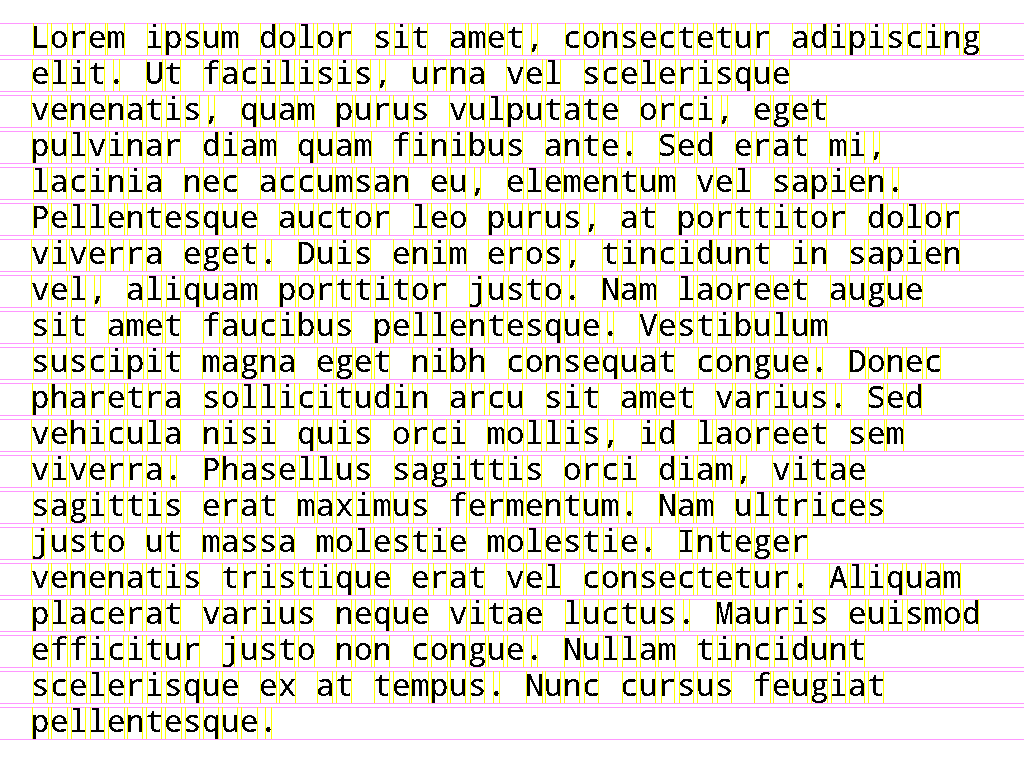 Lorem ipsum dolor sit amet, consectetur adipiscing
elit. Ut facilisis, urna vel scelerisque
venenatis, quam purus vulputate orci, eget
pulvinar diam quam finibus ante. Sed erat mi,
lacinia nec accumsan eu, elementum vel sapien.
Pellentesque auctor leo purus, at porttitor dolor
viverra eget. Duis enim eros, tincidunt in sapien
vel, aliquam porttitor justo. Nam laoreet augue
sit amet faucibus pellentesque. Vestibulum
suscipit magna eget nibh consequat congue. Donec
pharetra sollicitudin arcu sit amet varius. Sed
vehicula nisi quis orci mollis, id laoreet sem
viverra. Phasellus sagittis orci diam, vitae
sagittis erat maximus fermentum. Nam ultrices
justo ut massa molestie molestie. Integer
venenatis tristique erat vel consectetur. Aliquam
placerat varius neque vitae luctus. Mauris euismod
efficitur justo non congue. Nullam tincidunt
scelerisque ex at tempus. Nunc cursus feugiat
pellentesque.